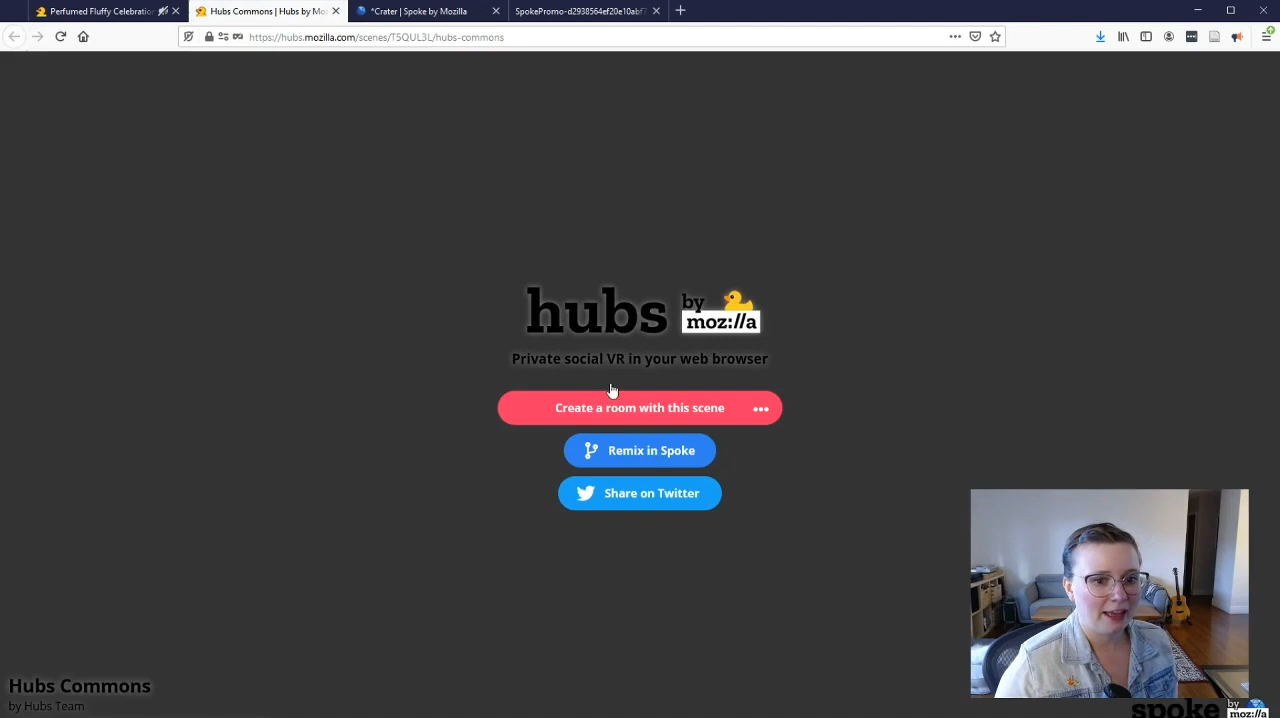 Perfumed Fluffy Celebratio
Hubs Commons | Hubs by Mo:
*Crater | Spoke by Mozilla
SpokePromo-d2938564ef20e10abf7
https://hubs.mozilla.com/scenes/T5QUL3L/hubs-commons
hubs by
moz://a
Private social VR in your web browser
Create a room with this scene
Remix in Spoke
Share on Twitter
Hubs Commons
by Hubs Team
spoke by
moz://a